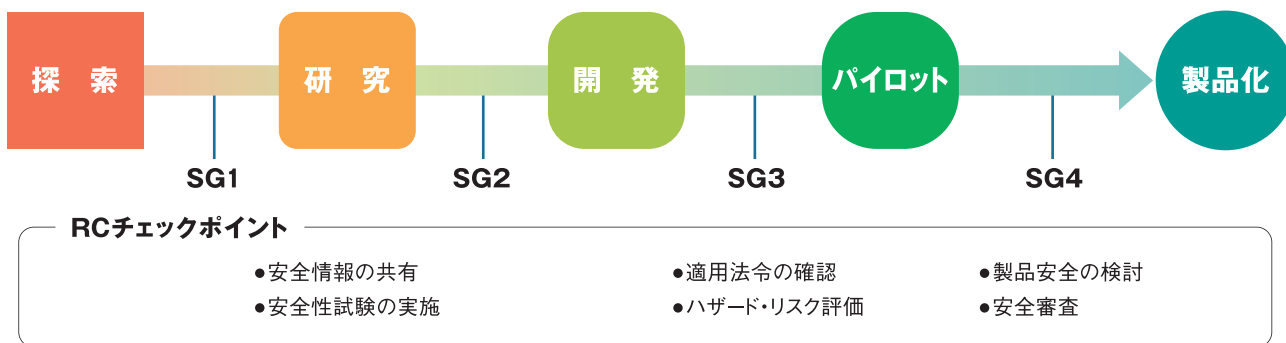 探 索
研 究
開 発
パイロット
製品化
SG1
SG2
SG3
SG4
RCチェックポイント
●安全情報の共有
●安全性試験の実施
●適用法令の確認
●ハザード・リスク評価
●製品安全の検討
●安全審査